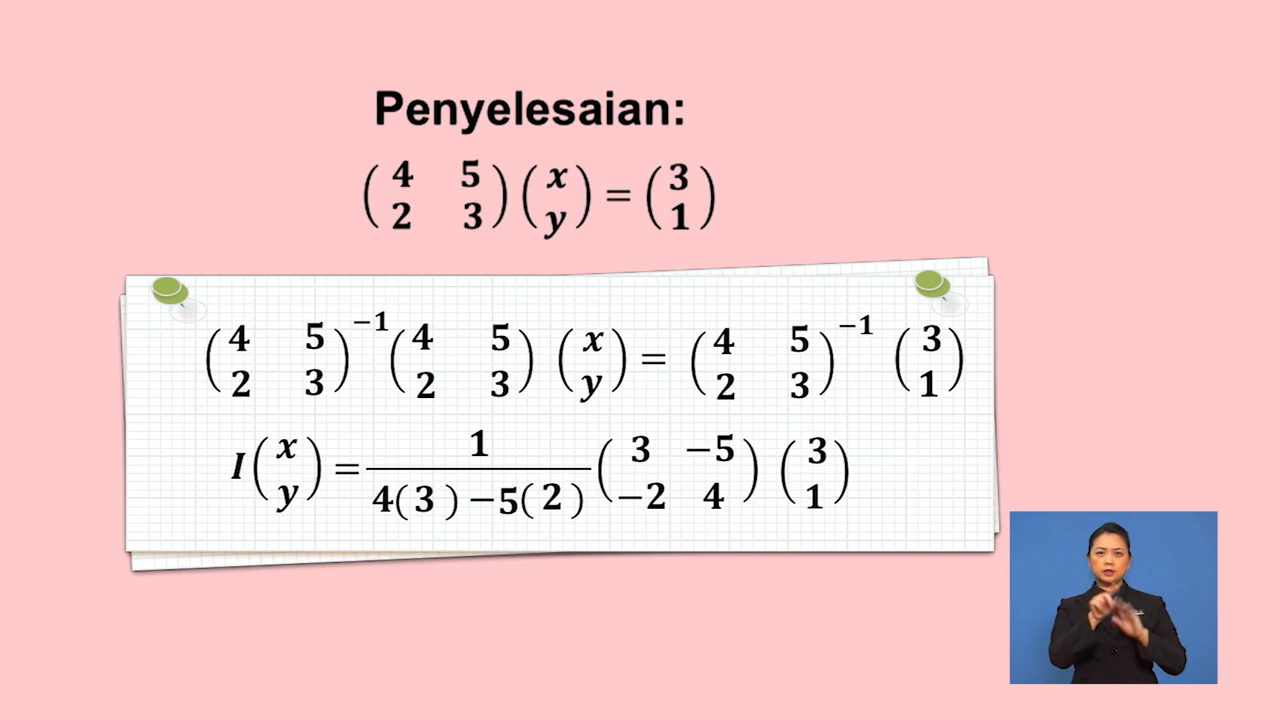 Penyelesaian:
(4 5; 2 3)(x; y) = (3; 1)
(4 5; 2 3)⁻¹(4 5; 2 3)(x; y) = (4 5; 2 3)⁻¹(3; 1)
I(x; y) = 1/(4(3)−5(2)) (3 −5; −2 4)(3; 1)